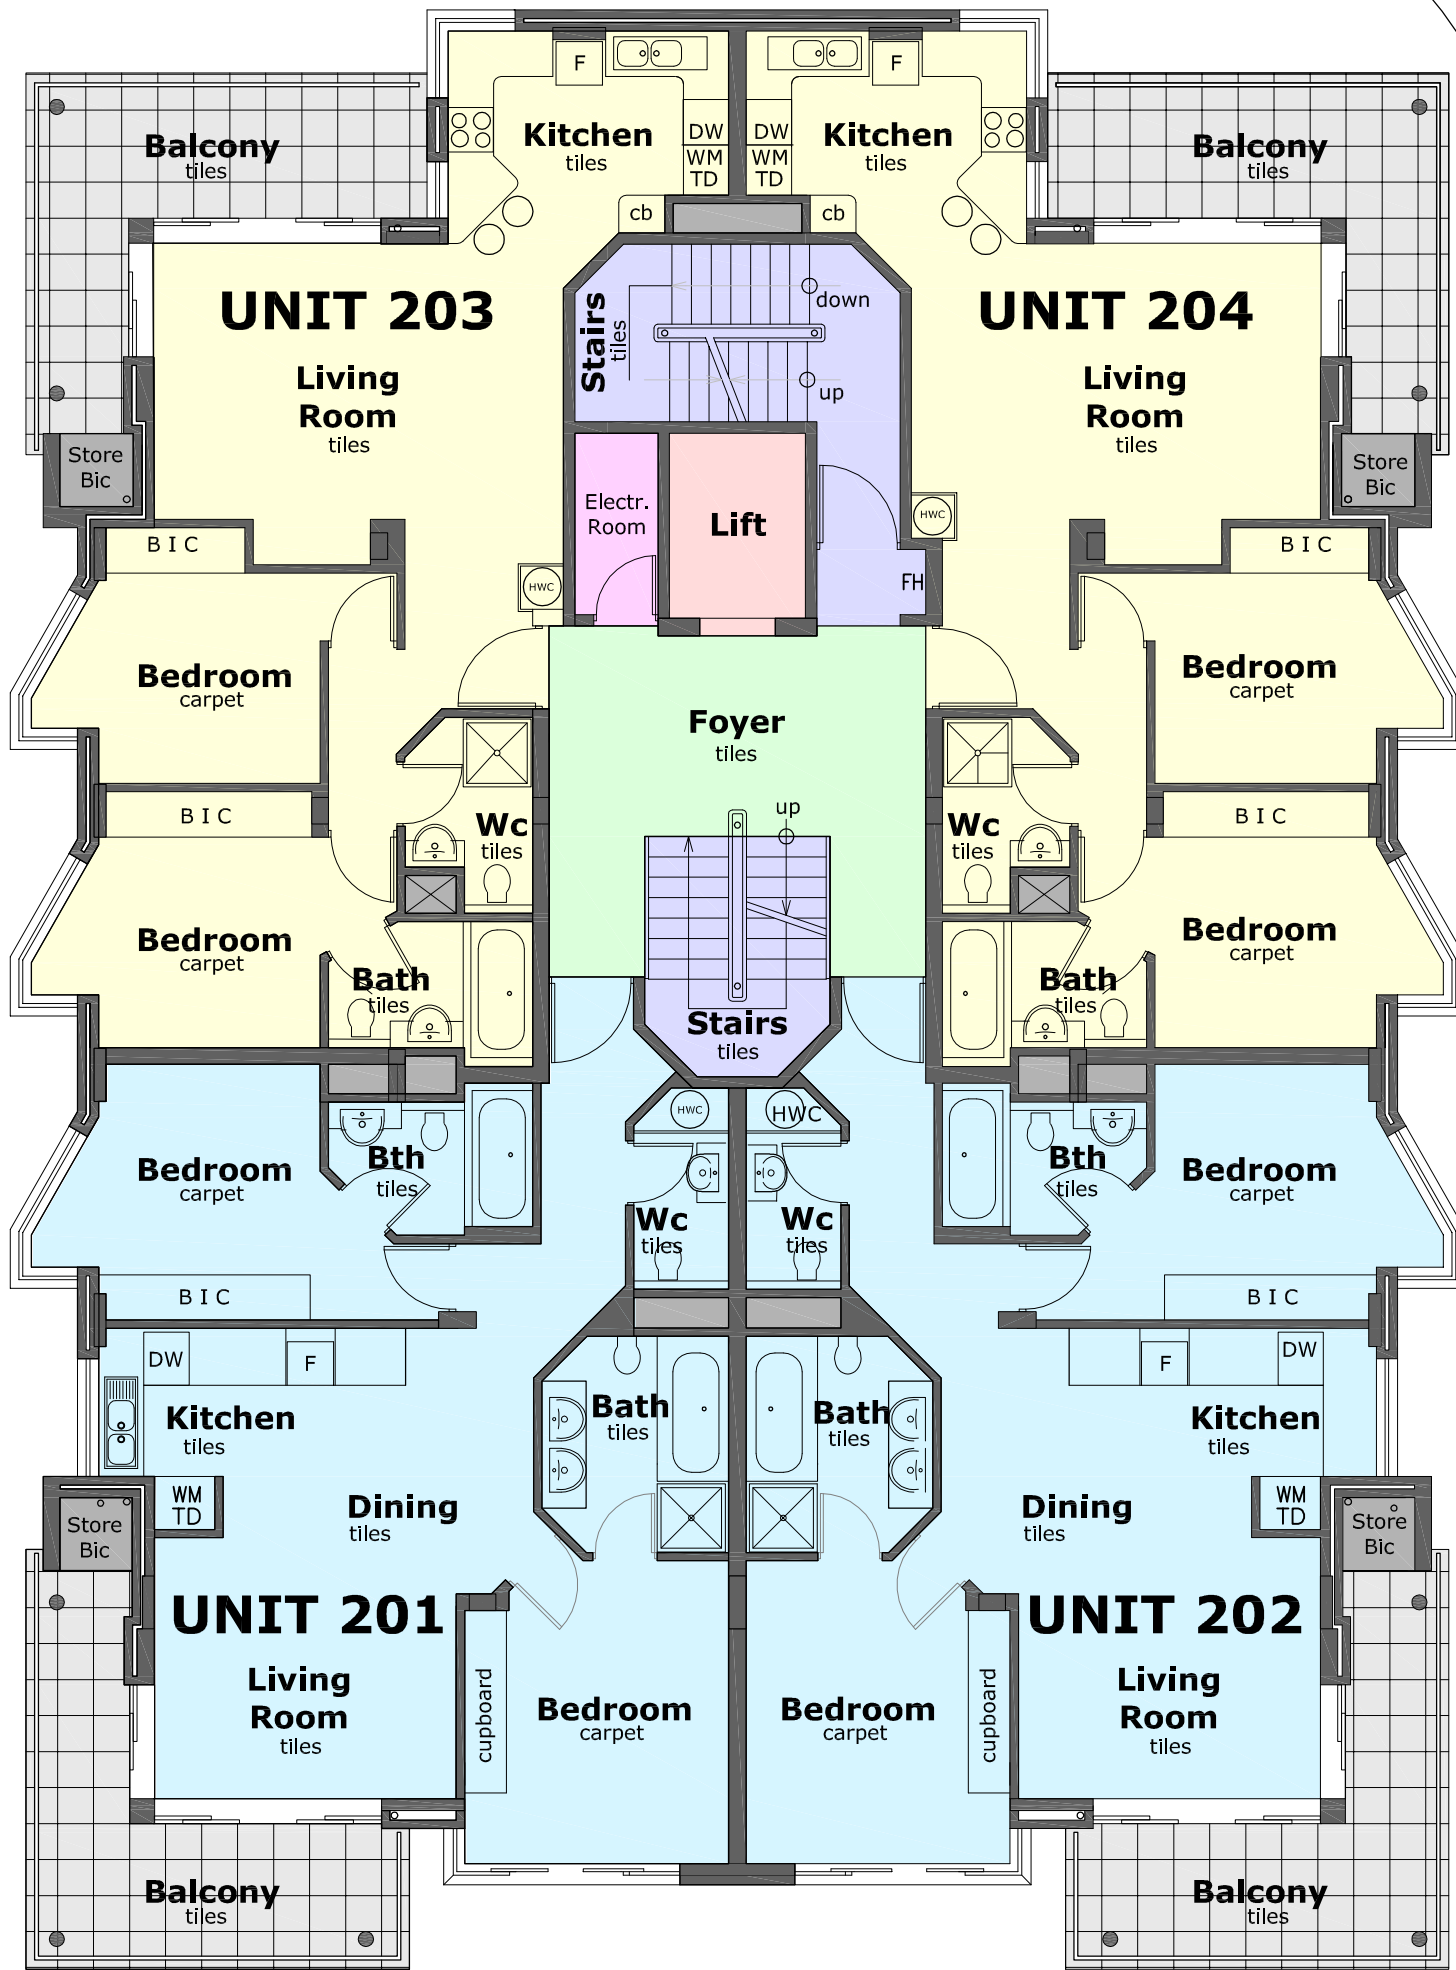 F
F
Kitchen
tiles
DW
WM
TD
DW
WM
TD
Kitchen
tiles
Balcony
tiles
Balcony
tiles
cb
cb
UNIT 203
Living
Room
tiles
Stairs
tiles
down
up
UNIT 204
Living
Room
tiles
Store
Bic
Store
Bic
Electr.
Room
Lift
HWC
B I C
B I C
HWC
FH
Bedroom
carpet
Bedroom
carpet
Foyer
tiles
B I C
up
B I C
Wc
tiles
Wc
tiles
Bedroom
carpet
Bedroom
carpet
Bath
tiles
Bath
tiles
Stairs
tiles
HWC
HWC
Bedroom
carpet
Bth
tiles
Bth
tiles
Bedroom
carpet
Wc
tiles
Wc
tiles
B I C
B I C
DW
F
F
DW
Kitchen
tiles
Bath
tiles
Bath
tiles
Kitchen
tiles
WM
TD
Dining
tiles
Dining
tiles
WM
TD
Store
Bic
Store
Bic
UNIT 201
Living
Room
tiles
UNIT 202
Living
Room
tiles
cupboard
Bedroom
carpet
Bedroom
carpet
cupboard
Balcony
tiles
Balcony
tiles